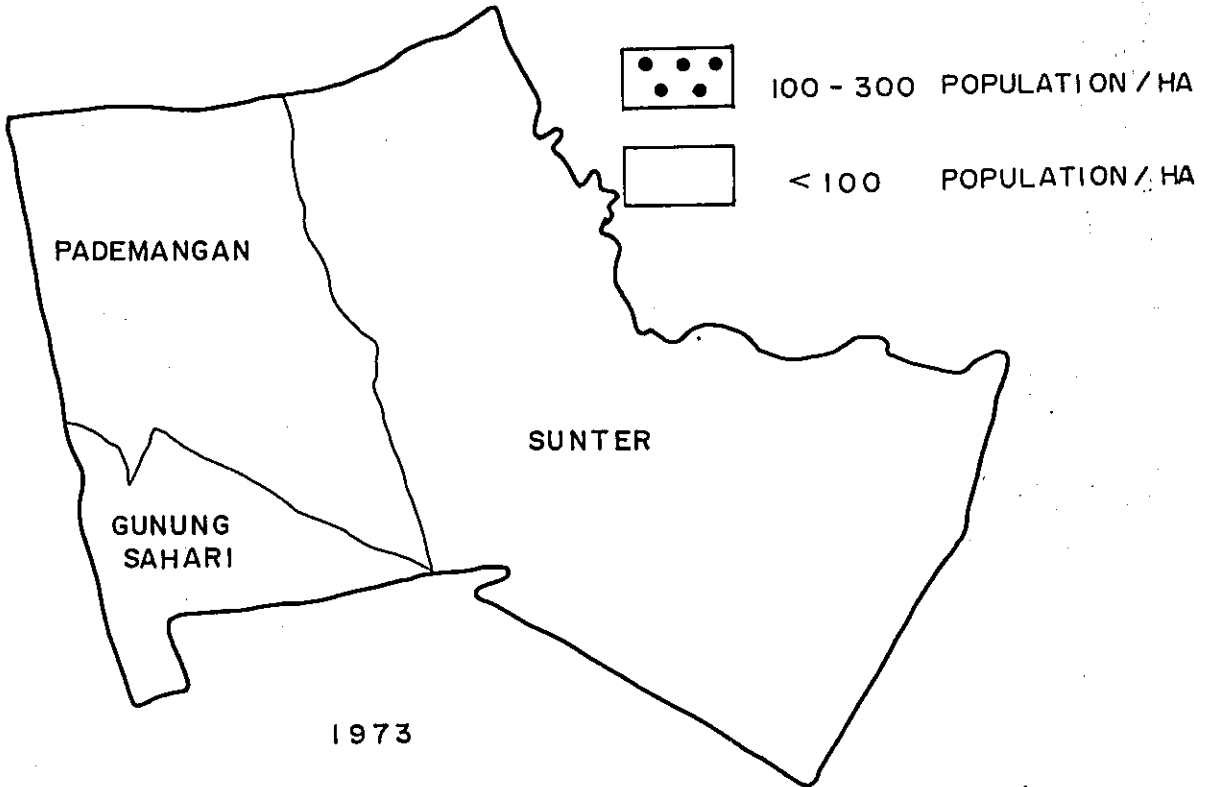 100 - 300 POPULATION / HA
< 100 POPULATION / HA
PADEMANGAN
SUNTER
GUNUNG
SAHARI
1973